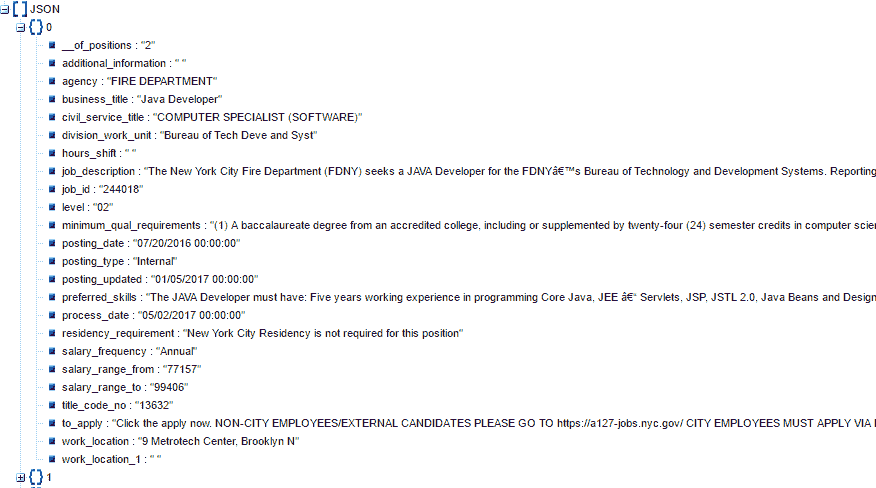 JSON
0
__of_positions : "2"
additional_information : " "
agency : "FIRE DEPARTMENT"
business_title : "Java Developer"
civil_service_title : "COMPUTER SPECIALIST (SOFTWARE)"
division_work_unit : "Bureau of Tech Deve and Syst"
hours_shift : " "
job_description : "The New York City Fire Department (FDNY) seeks a JAVA Developer for the FDNYâ€™s Bureau of Technology and Development Systems. Reporting
job_id : "244018"
level : "02"
minimum_qual_requirements : "(1) A baccalaureate degree from an accredited college, including or supplemented by twenty-four (24) semester credits in computer scie
posting_date : "07/20/2016 00:00:00"
posting_type : "Internal"
posting_updated : "01/05/2017 00:00:00"
preferred_skills : "The JAVA Developer must have: Five years working experience in programming Core Java, JEE â€“ Servlets, JSP, JSTL 2.0, Java Beans and Design
process_date : "05/02/2017 00:00:00"
residency_requirement : "New York City Residency is not required for this position"
salary_frequency : "Annual"
salary_range_from : "77157"
salary_range_to : "99406"
title_code_no : "13632"
to_apply : "Click the apply now. NON-CITY EMPLOYEES/EXTERNAL CANDIDATES PLEASE GO TO https://a127-jobs.nyc.gov/ CITY EMPLOYEES MUST APPLY VIA
work_location : "9 Metrotech Center, Brooklyn N"
work_location_1 : " "
1